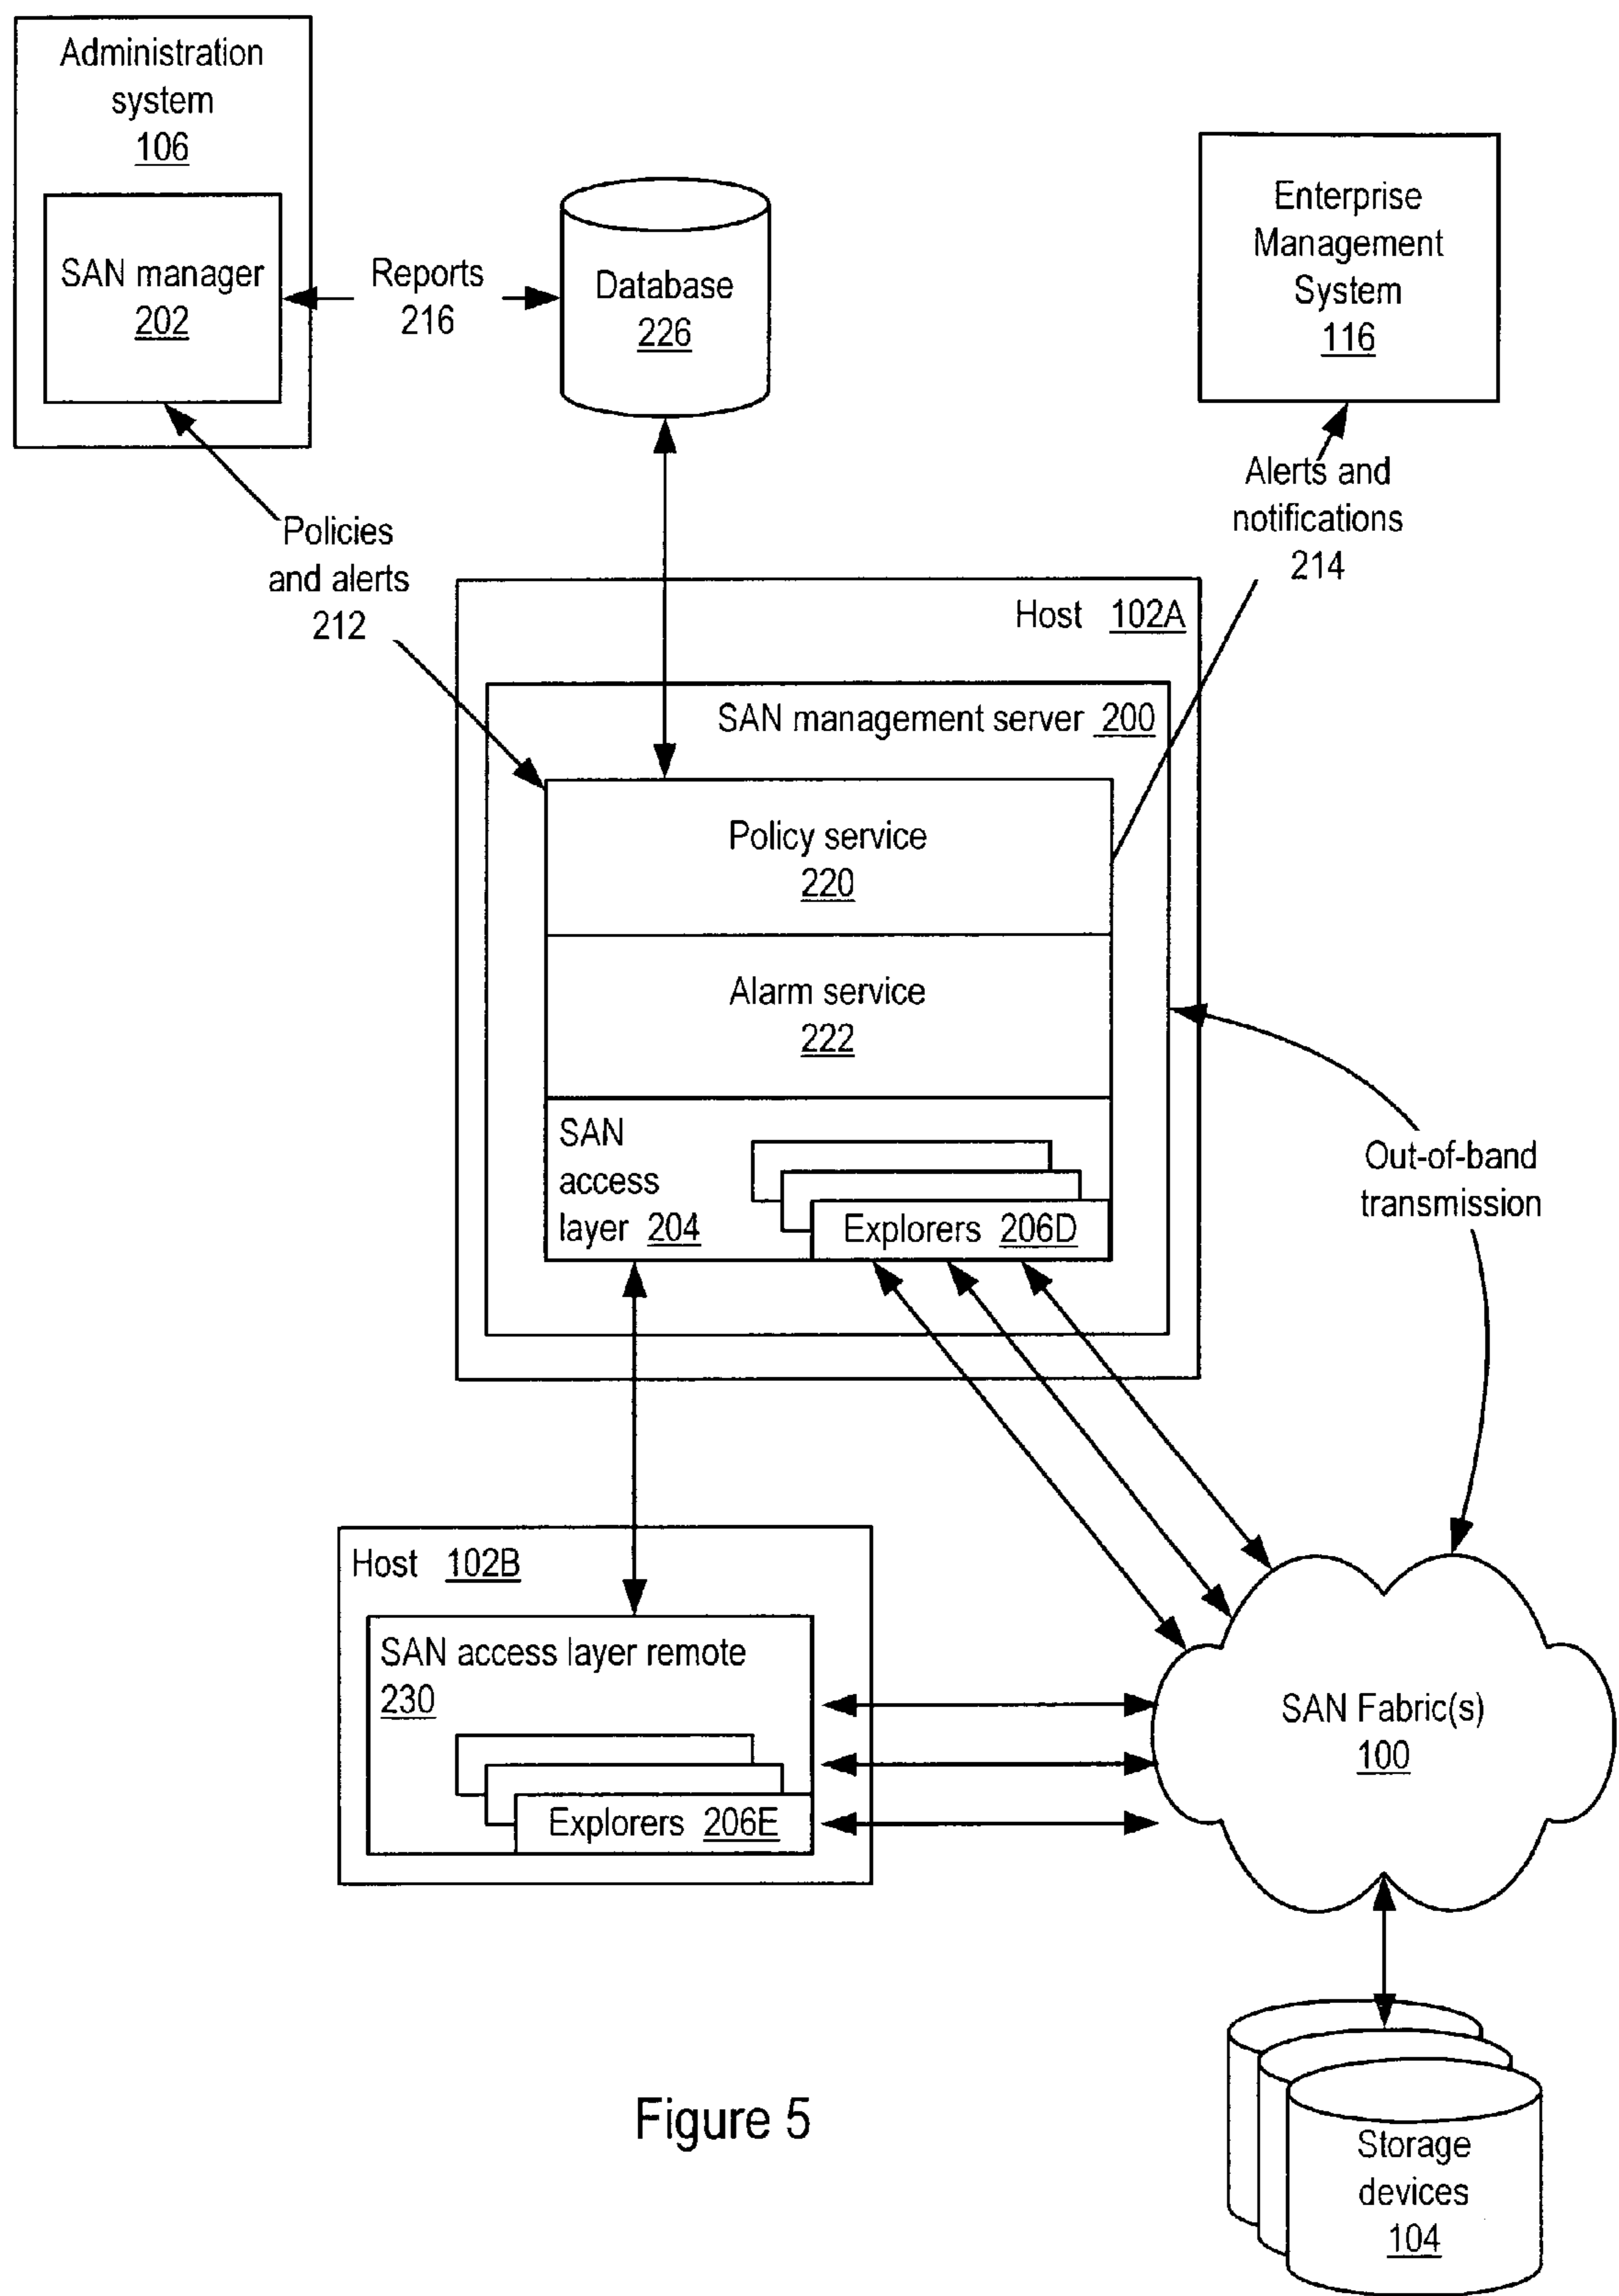 Administration
system
106
SAN manager
202
Reports
216
Database
226
Enterprise
Management
System
116
Policies
and alerts
212
Alerts and
notifications
214
Host 102A
SAN management server 200
Policy service
220
Alarm service
222
SAN
access
layer 204
Explorers 206D
Out-of-band
transmission
Host 102B
SAN access layer remote
230
Explorers 206E
SAN Fabric(s)
100
Storage
devices
104
Figure 5